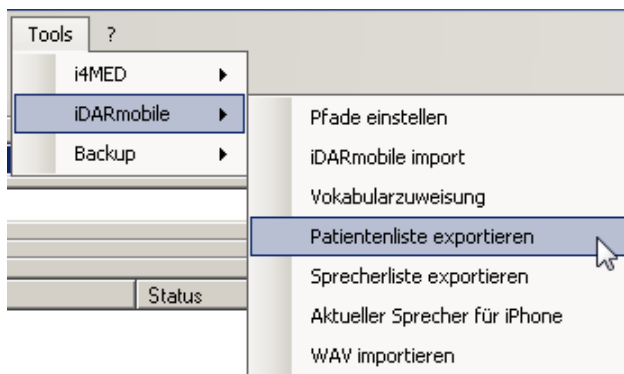 Tools ?
i4MED
iDARmobile
Backup
Pfade einstellen
iDARmobile import
Vokabularzuweisung
Patientenliste exportieren
Sprecherliste exportieren
Aktueller Sprecher für iPhone
WAV importieren
Status